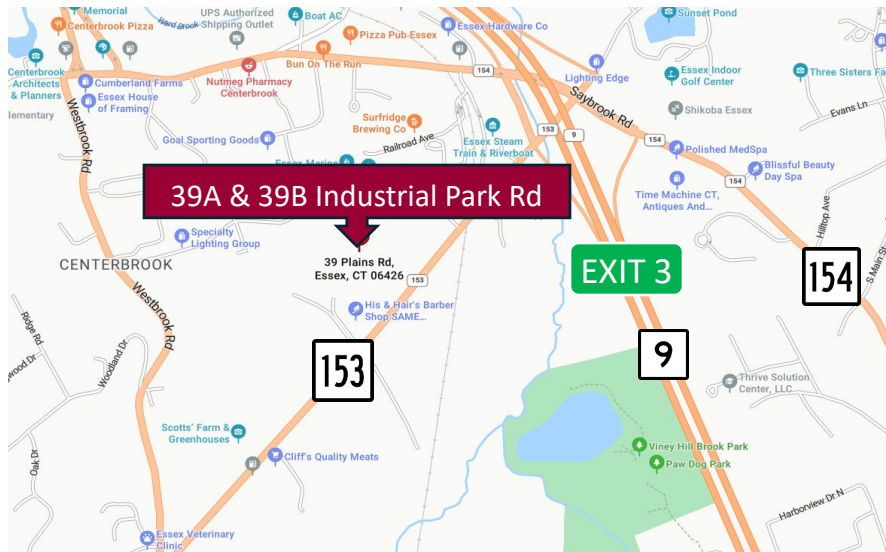 Memorial
Centerbrook Pizza
UPS Authorized
Shipping Outlet
Ward Brook
Boat AC
Pizza Pub Essex
Essex Hardware Co
Sunset Pond
Bun On The Run
Centerbrook
Architects
& Planners
lementary
Cumberland Farms
Essex House
of Framing
Nutmeg Pharmacy
Centerbrook
154
Lighting Edge
Essex Indoor
Golf Center
Three Sisters Fa
Saybrook Rd
Shikoba Essex
Evans Ln
Westbrook Rd
Goal Sporting Goods
Surfridge
Brewing Co
Railroad Ave
Essex Steam
Train & Riverboat
153
9
154
Polished MedSpa
Essex Marine
154
Blissful Beauty
Day Spa
39A & 39B Industrial Park Rd
Time Machine CT,
Antiques And...
Hilltop Ave
S Main St
Specialty
Lighting Group
39 Plains Rd,
Essex, CT 06426
CENTERBROOK
153
EXIT 3
154
Westbrook Rd
His & Hair's Barber
Shop SAME...
Ridge Rd
wood Dr
Woodland Dr
153
9
Thrive Solution
Center, LLC
Scotts' Farm &
Greenhouses
Viney Hill Brook Park
Cliff's Quality Meats
Paw Dog Park
Oak Dr
Harborview Dr N
Essex Veterinary
Clinic